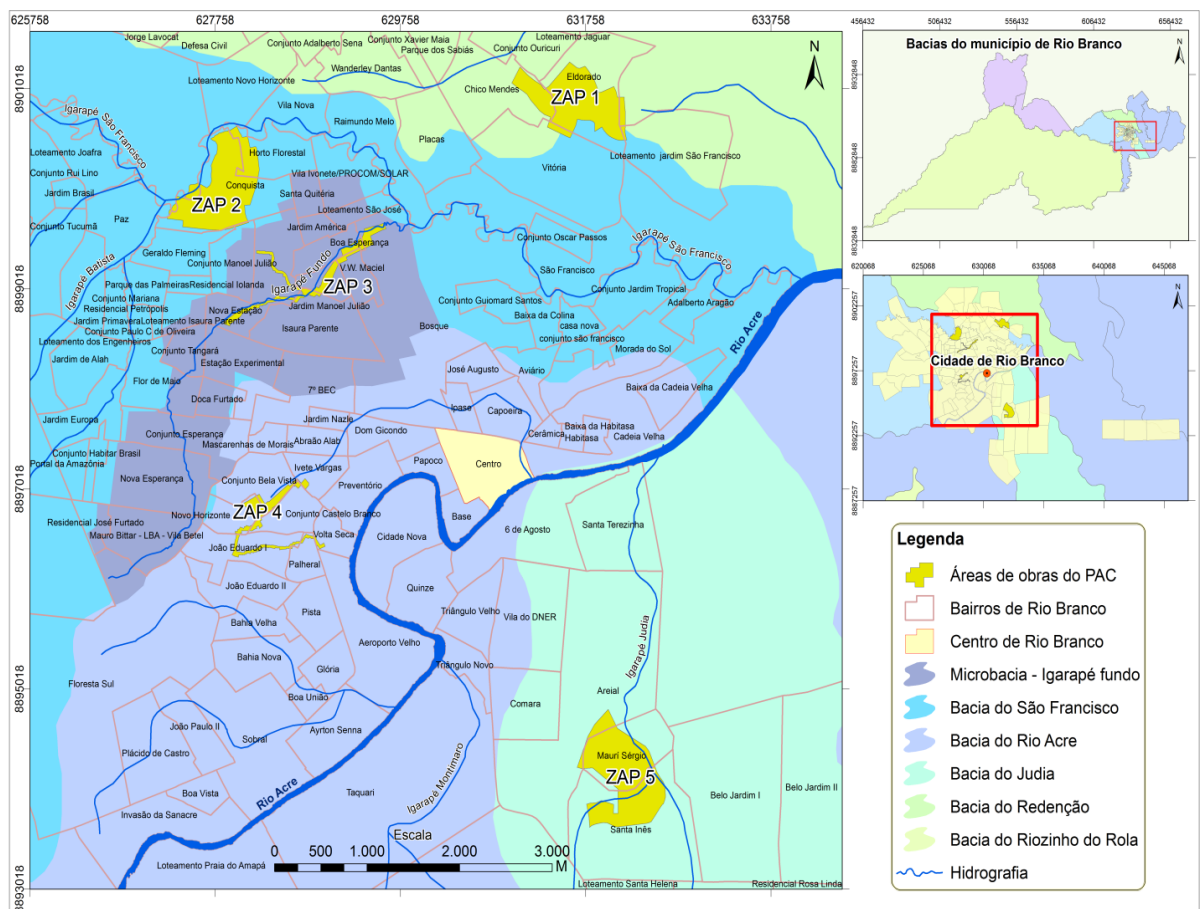 625758
627758
629758
631758
633758
8901018
8899018
8897018
8895018
8893018
Jorge Lavocat
Defesa Civil
Conjunto Adalberto Sena
Conjunto Xavier Maia
Parque dos Sabiás
Loteamento Jaguar
Conjunto Ouricuri
N
Loteamento Novo Horizonte
Wanderley Dantas
Chico Mendes
Eldorado
ZAP 1
Igarapé São Francisco
Vila Nova
Raimundo Melo
Placas
Loteamento Joafra
Horto Florestal
Vitória
Loteamento jardim São Francisco
Conjunto Rui Lino
Vila Ivonete/PROCOM/SOLAR
Jardim Brasil
Conquista
Santa Quitéria
ZAP 2
Loteamento São José
Paz
Conjunto Tucumã
Jardim América
Conjunto Oscar Passos
Igarapé São Francisco
Boa Esperança
Geraldo Fleming
Igarapé Batista
Conjunto Manoel Julião
Igarapé Fundo
V.W. Maciel
São Francisco
Parque das Palmeiras
Residencial Iolanda
ZAP 3
Conjunto Jardim Tropical
Conjunto Mariana
Conjunto Guiomard Santos
Adalberto Aragão
Residencial Petrópolis
Nova Estação
Jardim Manoel Julião
Baixa da Colina
Jardim Primavera
Loteamento Isaura Parente
Isaura Parente
Bosque
casa nova
Conjunto Paulo C de Oliveira
conjunto são francisco
Loteamento dos Engenheiros
Conjunto Tangará
Morada do Sol
Rio Acre
Jardim de Alah
Estação Experimental
José Augusto
Aviário
Flor de Maio
7º BEC
Baixa da Cadeia Velha
Doca Furtado
Ipase
Capoeira
Jardim Europa
Jardim Nazle
Baixa da Habitasa
Dom Gicondo
Cerâmica
Habitasa
Cadeia Velha
Conjunto Esperança
Mascarenhas de Morais
Abraão Alab
Conjunto Habitar Brasil
Portal da Amazônia
Ivete Vargas
Papoco
Centro
Nova Esperança
Conjunto Bela Vista
Preventório
Novo Horizonte
ZAP 4
Conjunto Castelo Branco
Base
Residencial José Furtado
6 de Agosto
Santa Terezinha
Mauro Bittar - LBA - Vila Betel
Volta Seca
Cidade Nova
João Eduardo I
Palheral
João Eduardo II
Quinze
Pista
Triângulo Velho
Vila do DNER
Bahia Velha
Igarapé Judia
Aeroporto Velho
Bahia Nova
Triângulo Novo
Glória
Floresta Sul
Areial
Boa União
Comara
João Paulo II
Ayrton Senna
Sobral
Plácido de Castro
Igarapé Montimaro
Maurí Sérgio
ZAP 5
Boa Vista
Rio Acre
Taquari
Belo Jardim I
Belo Jardim II
Invasão da Sanacre
Santa Inês
Escala
0 500 1.000 2.000 3.000
M
Loteamento Praia do Amapá
Loteamento Santa Helena
Residencial Rosa Linda
456432
506432
556432
606432
656432
Bacias do município de Rio Branco
N
8932848
8882848
8832848
620068
625068
630068
635068
640068
645068
8902257
8897257
8892257
8887257
N
Cidade de Rio Branco
Legenda
Áreas de obras do PAC
Bairros de Rio Branco
Centro de Rio Branco
Microbacia - Igarapé fundo
Bacia do São Francisco
Bacia do Rio Acre
Bacia do Judia
Bacia do Redenção
Bacia do Riozinho do Rola
Hidrografia